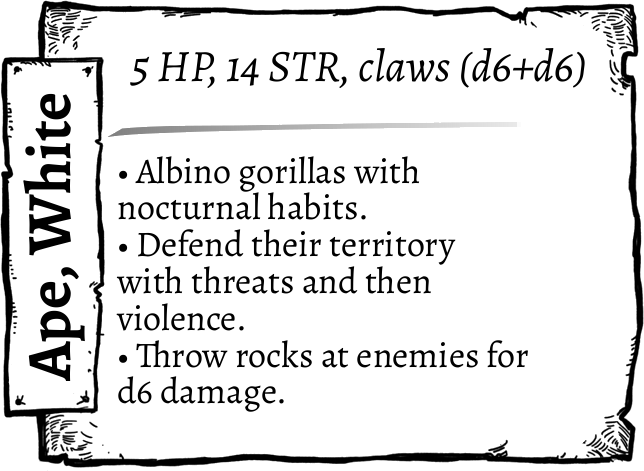 Ape, White
5 HP, 14 STR, claws (d6+d6)
• Albino gorillas with
nocturnal habits.
• Defend their territory
with threats and then
violence.
• Throw rocks at enemies for
d6 damage.